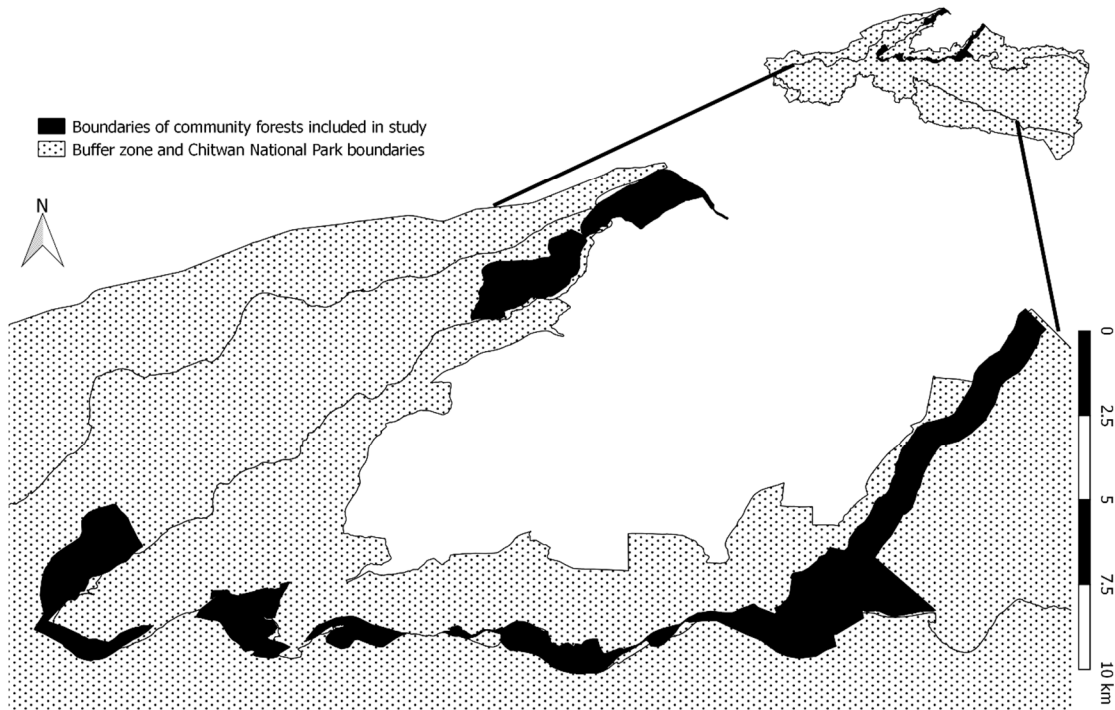 Boundaries of community forests included in study
Buffer zone and Chitwan National Park boundaries
N
0
2.5
5
7.5
10 km